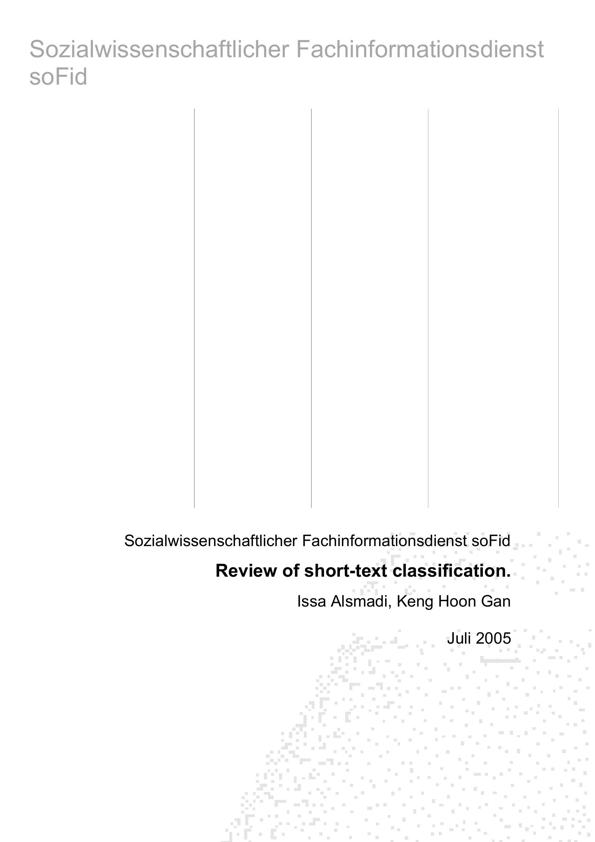 Sozialwissenschaftlicher Fachinformationsdienst
soFid
Sozialwissenschaftlicher Fachinformationsdienst soFid
Review of short-text classification.
Issa Alsmadi, Keng Hoon Gan
Juli 2005